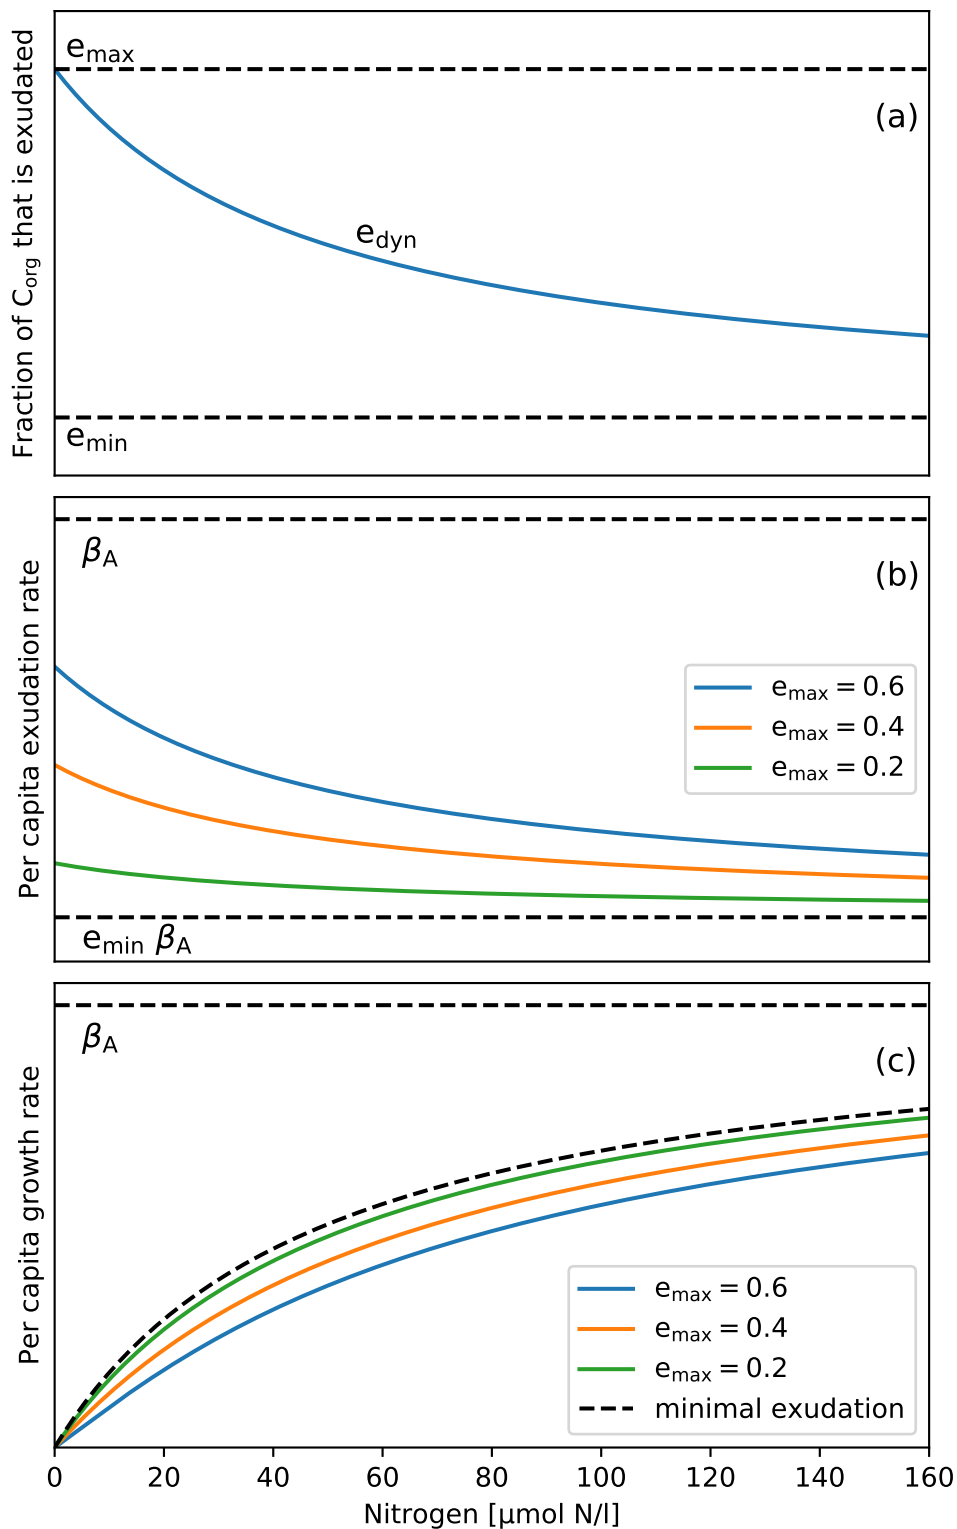 e_max
(a)
e_dyn
e_min
Fraction of C_org that is exudated
β_A
(b)
e_max = 0.6
e_max = 0.4
e_max = 0.2
e_min β_A
Per capita exudation rate
β_A
(c)
e_max = 0.6
e_max = 0.4
e_max = 0.2
minimal exudation
Per capita growth rate
0 20 40 60 80 100 120 140 160
Nitrogen [μmol N/l]